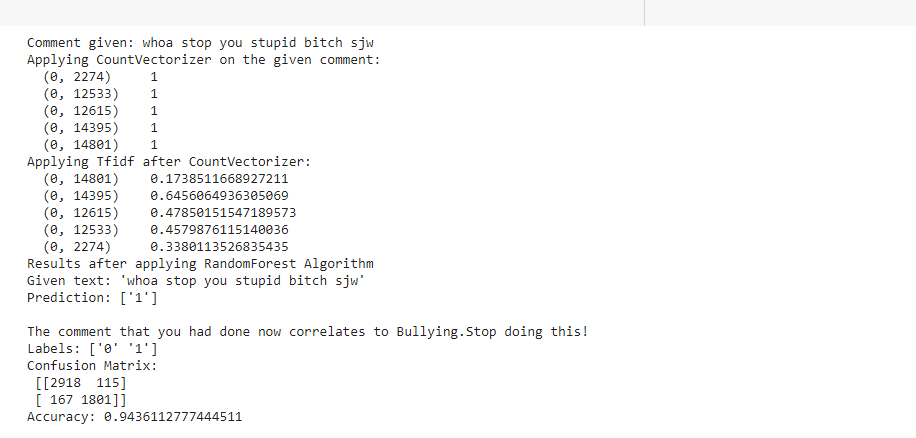 Comment given: whoa stop you stupid bitch sjw
Applying CountVectorizer on the given comment:
(0, 2274) 1
(0, 12533) 1
(0, 12615) 1
(0, 14395) 1
(0, 14801) 1
Applying Tfidf after CountVectorizer:
(0, 14801) 0.1738511668927211
(0, 14395) 0.6456064936305069
(0, 12615) 0.47850151547189573
(0, 12533) 0.4579876115140036
(0, 2274) 0.3380113526835435
Results after applying RandomForest Algorithm
Given text: 'whoa stop you stupid bitch sjw'
Prediction: ['1']
The comment that you had done now correlates to Bullying.Stop doing this!
Labels: ['0' '1']
Confusion Matrix:
[[2918 115]
[ 167 1801]]
Accuracy: 0.9436112777444511